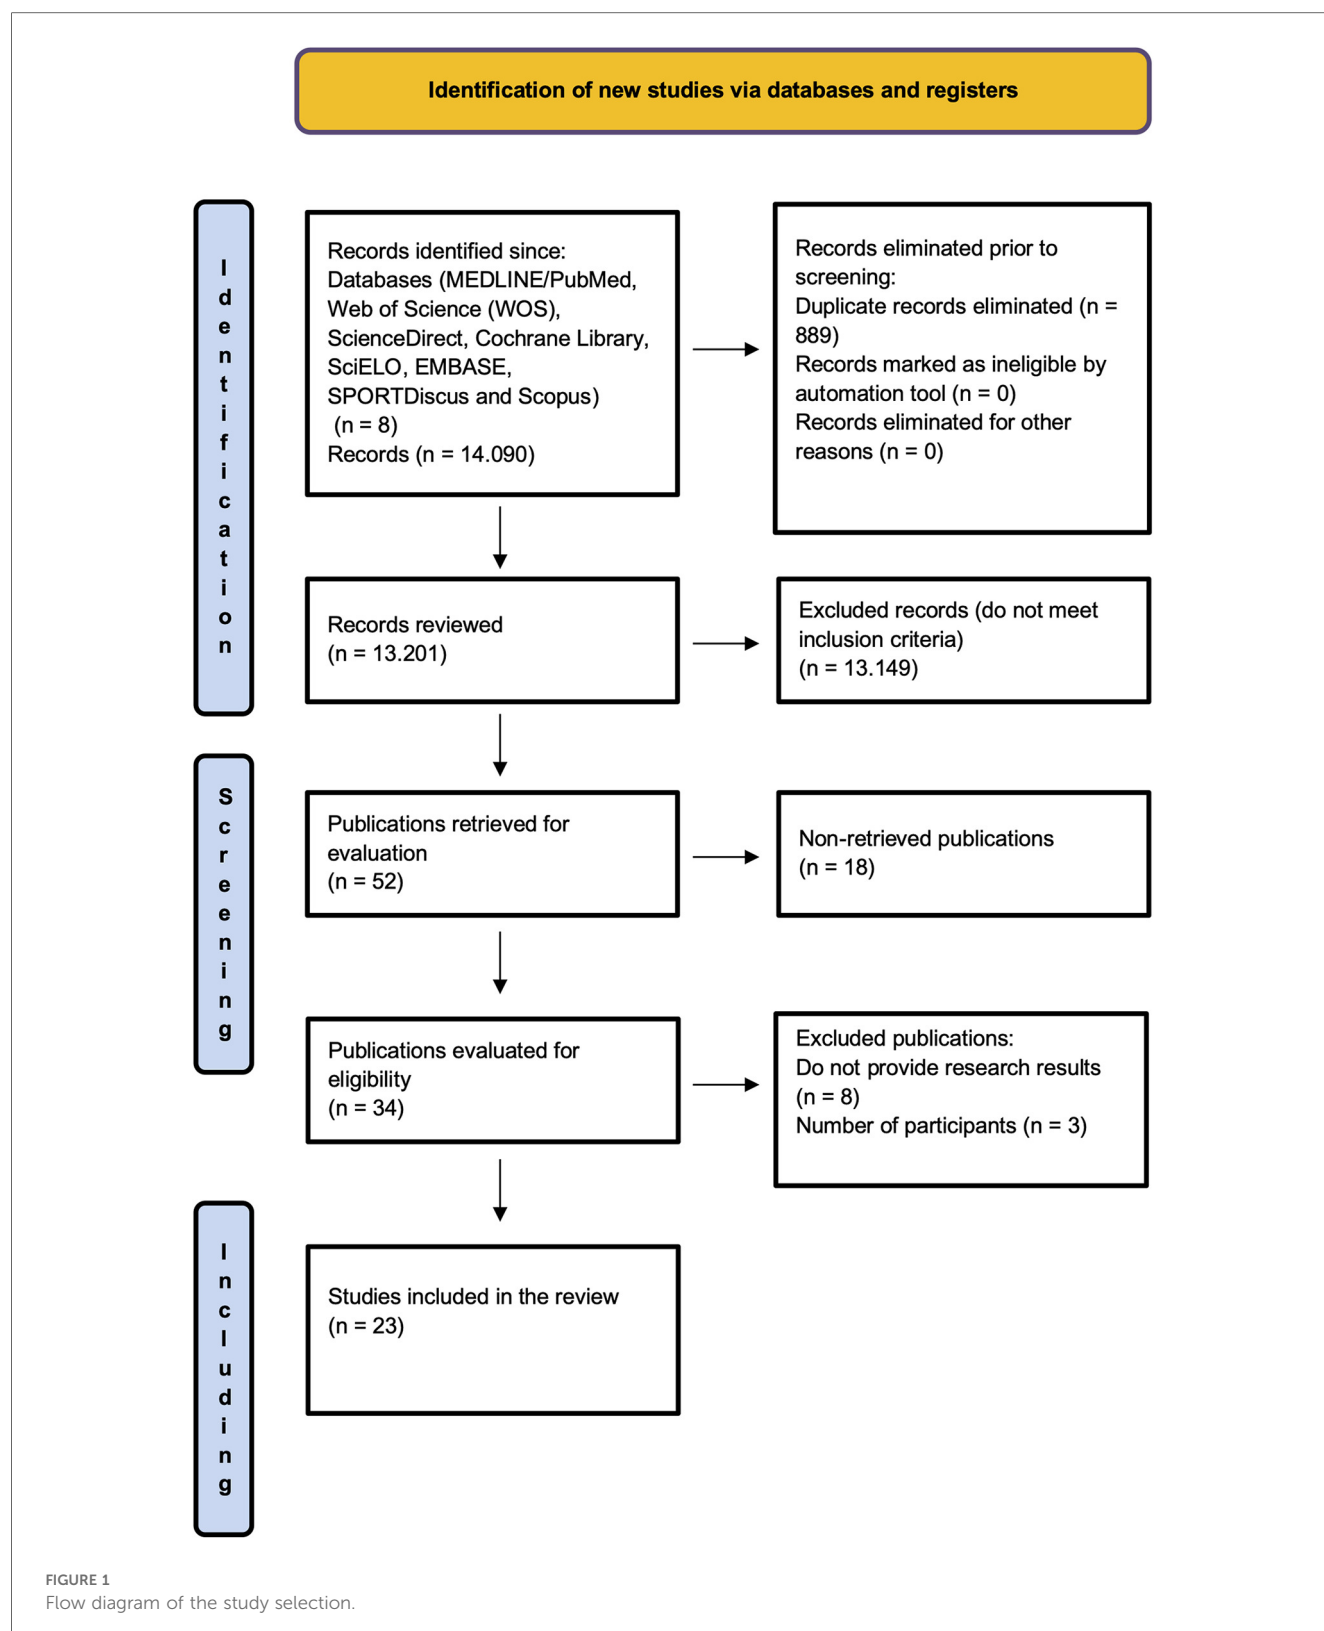 Identification of new studies via databases and registers
Identification
Records identified since:
Databases (MEDLINE/PubMed,
Web of Science (WOS),
ScienceDirect, Cochrane Library,
SciELO, EMBASE,
SPORTDiscus and Scopus)
(n = 8)
Records (n = 14.090)
Records eliminated prior to
screening:
Duplicate records eliminated (n =
889)
Records marked as ineligible by
automation tool (n = 0)
Records eliminated for other
reasons (n = 0)
Records reviewed
(n = 13.201)
Excluded records (do not meet
inclusion criteria)
(n = 13.149)
Screening
Publications retrieved for
evaluation
(n = 52)
Non-retrieved publications
(n = 18)
Publications evaluated for
eligibility
(n = 34)
Excluded publications:
Do not provide research results
(n = 8)
Number of participants (n = 3)
Including
Studies included in the review
(n = 23)
FIGURE 1
Flow diagram of the study selection.